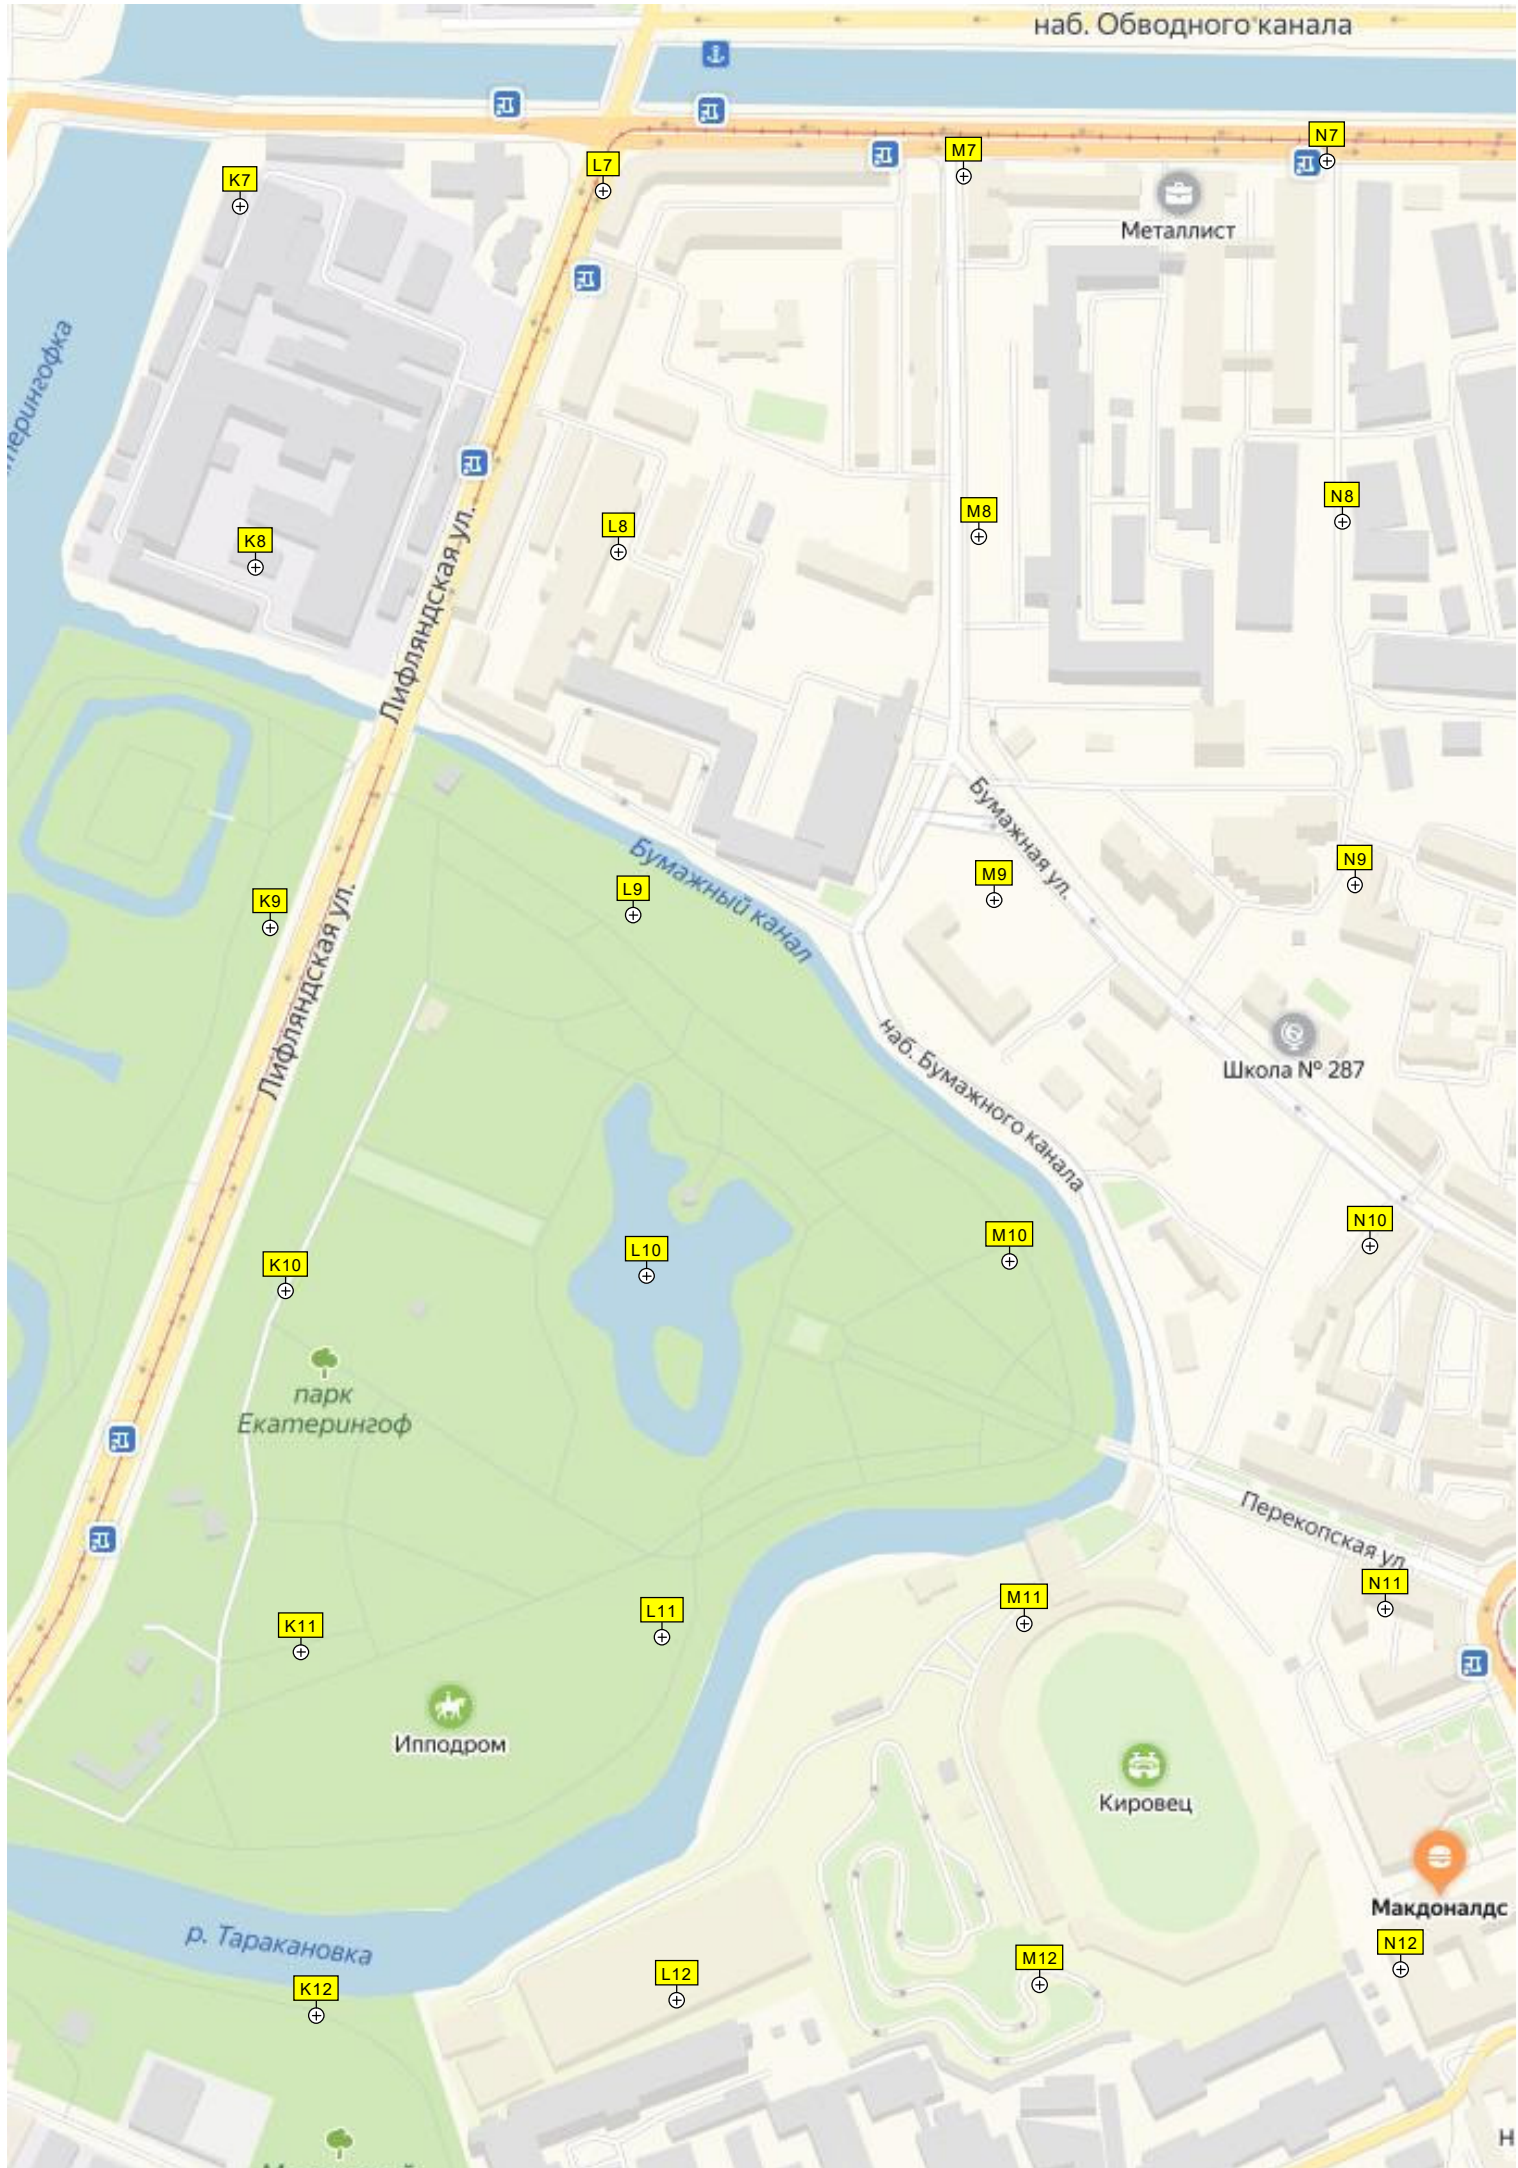 наб. Обводного канала
N7
M7
L7
K7
Металлист
N8
M8
L8
K8
Лифляндская ул.
Бумажная ул.
Бумажный канал
N9
M9
L9
K9
Лифляндская ул.
наб. Бумажного канала
Школа № 287
N10
M10
L10
K10
парк
Екатерингоф
Перекопская ул.
N11
M11
L11
K11
Ипподром
Кировец
Макдоналдс
р. Таракановка
N12
M12
L12
K12